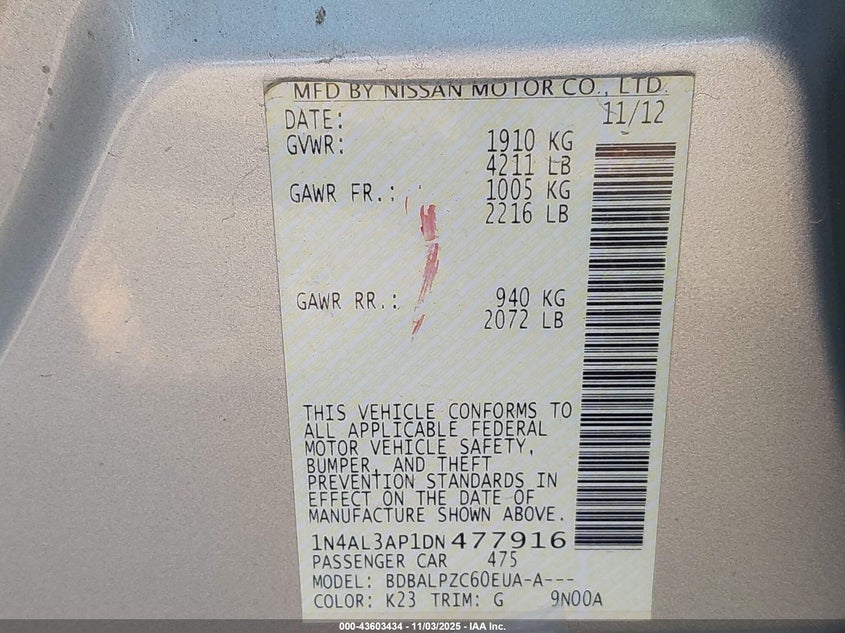 MFD BY NISSAN MOTOR CO., LTD.
DATE: 11/12
GVWR: 1910 KG
4211 LB
GAWR FR.: 1005 KG
2216 LB
GAWR RR.: 940 KG
2072 LB
THIS VEHICLE CONFORMS TO
ALL APPLICABLE FEDERAL
MOTOR VEHICLE SAFETY,
BUMPER, AND THEFT
PREVENTION STANDARDS IN
EFFECT ON THE DATE OF
MANUFACTURE SHOWN ABOVE.
1N4AL3AP1DN477916
PASSENGER CAR 475
MODEL: BDBALPZC60EUA-A---
COLOR: K23 TRIM: G 9N00A
000-43603434 - 11/03/2025 - IAA Inc.